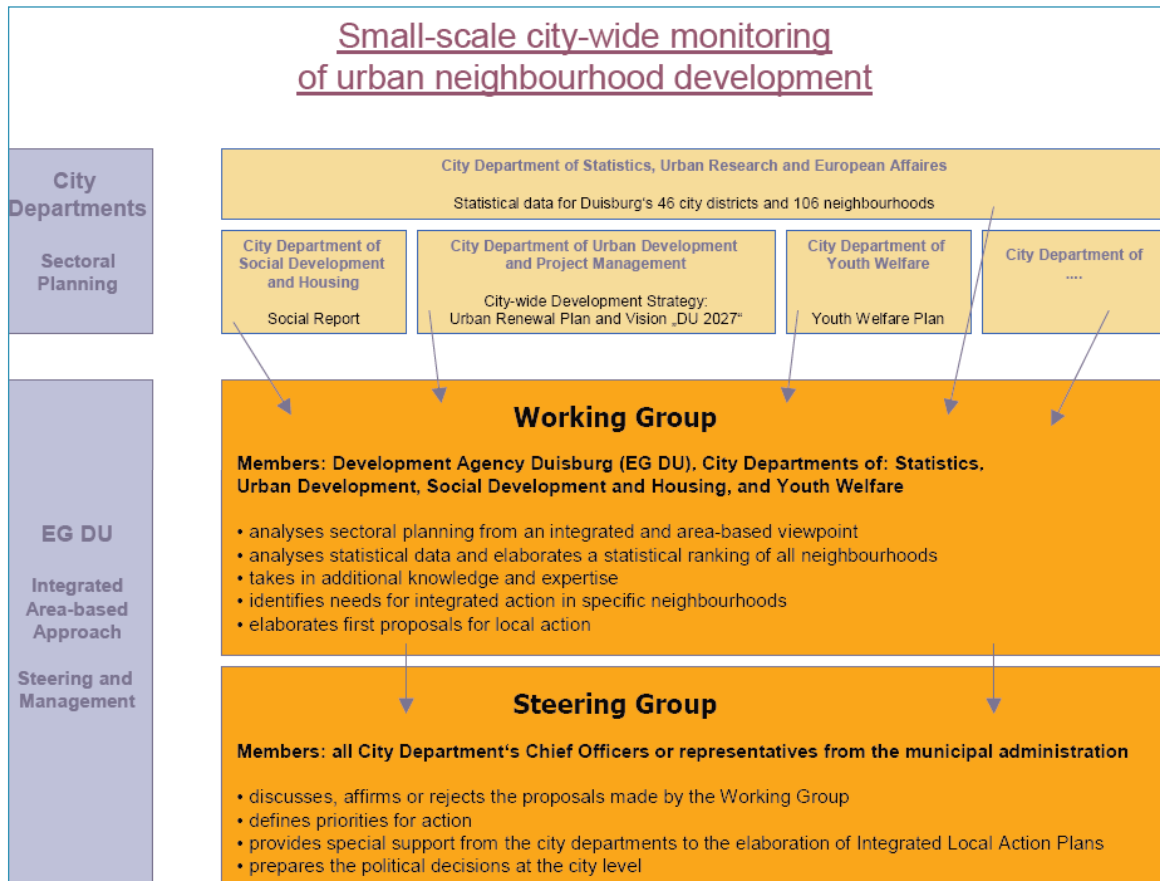 Small-scale city-wide monitoring
of urban neighbourhood development
City
Departments
Sectoral
Planning
City Department of Statistics, Urban Research and European Affaires
Statistical data for Duisburg's 46 city districts and 106 neighbourhoods
City Department of
Social Development
and Housing
Social Report
City Department of Urban Development
and Project Management
City-wide Development Strategy:
Urban Renewal Plan and Vision „DU 2027“
City Department of
Youth Welfare
Youth Welfare Plan
City Department of
....
EG DU
Integrated
Area-based
Approach
Steering and
Management
Working Group
Members: Development Agency Duisburg (EG DU), City Departments of: Statistics,
Urban Development, Social Development and Housing, and Youth Welfare
• analyses sectoral planning from an integrated and area-based viewpoint
• analyses statistical data and elaborates a statistical ranking of all neighbourhoods
• takes in additional knowledge and expertise
• identifies needs for integrated action in specific neighbourhoods
• elaborates first proposals for local action
Steering Group
Members: all City Department's Chief Officers or representatives from the municipal administration
• discusses, affirms or rejects the proposals made by the Working Group
• defines priorities for action
• provides special support from the city departments to the elaboration of Integrated Local Action Plans
• prepares the political decisions at the city level